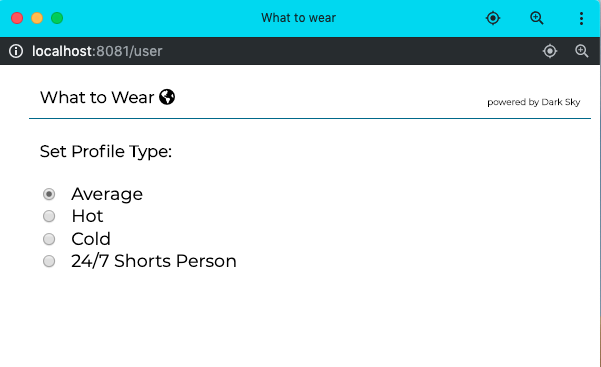 What to wear
localhost:8081/user
What to Wear
powered by Dark Sky
Set Profile Type:
Average
Hot
Cold
24/7 Shorts Person